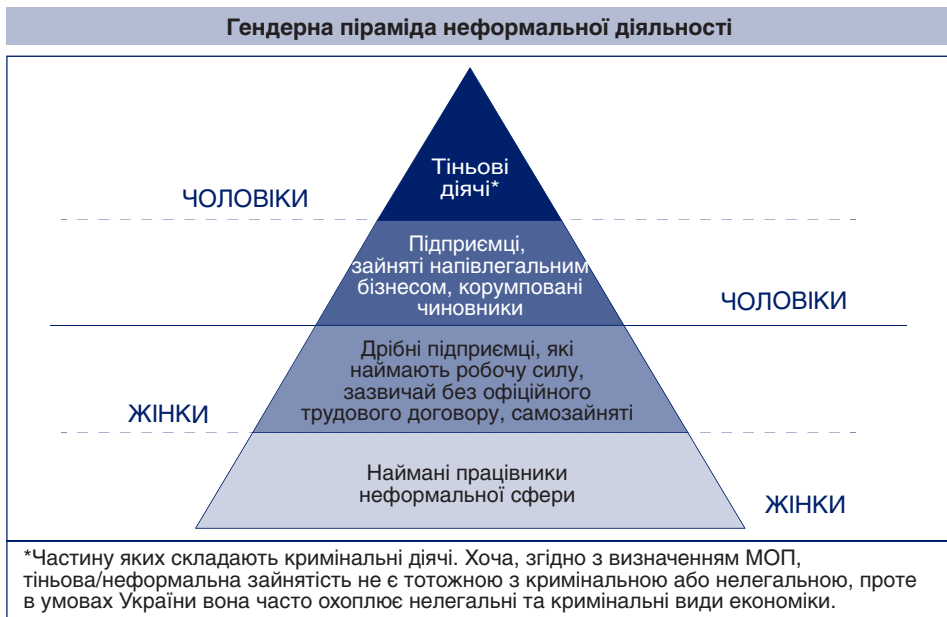 Гендерна піраміда неформальної діяльності
Тіньові
діячі*
ЧОЛОВІКИ
Підприємці,
зайняті напівлегальним
бізнесом, корумповані
чиновники
ЧОЛОВІКИ
Дрібні підприємці, які
наймають робочу силу,
зазвичай без офіційного
трудового договору, самозайняті
ЖІНКИ
Наймані працівники
неформальної сфери
ЖІНКИ
*Частину яких складають кримінальні діячі. Хоча, згідно з визначенням МОП,
тіньова/неформальна зайнятість не є тотожною з кримінальною або нелегальною, проте
в умовах України вона часто охоплює нелегальні та кримінальні види економіки.